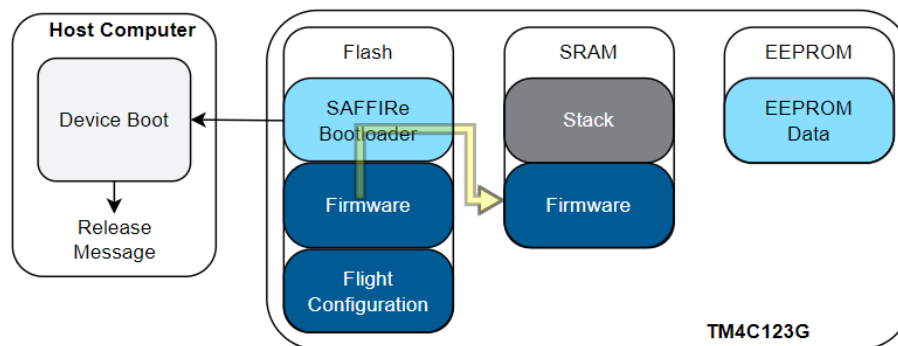 Host Computer
Device Boot
Release
Message
Flash
SAFFIRe
Bootloader
Firmware
Flight
Configuration
SRAM
Stack
Firmware
EEPROM
EEPROM
Data
TM4C123G